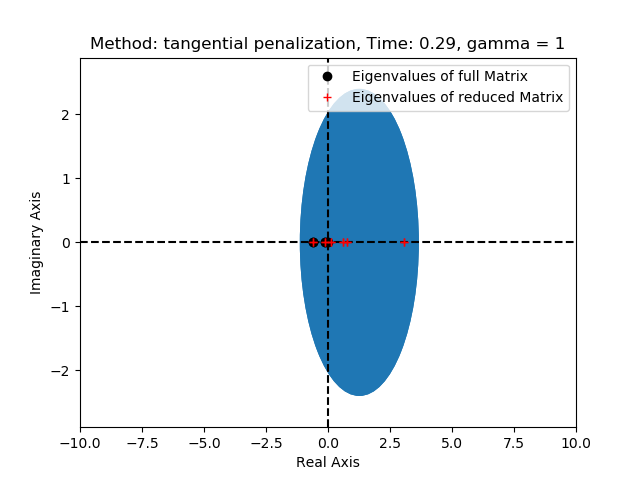 Method: tangential penalization, Time: 0.29, gamma = 1
Eigenvalues of full Matrix
Eigenvalues of reduced Matrix
2
1
0
−1
−2
Imaginary Axis
−10.0 −7.5 −5.0 −2.5 0.0 2.5 5.0 7.5 10.0
Real Axis